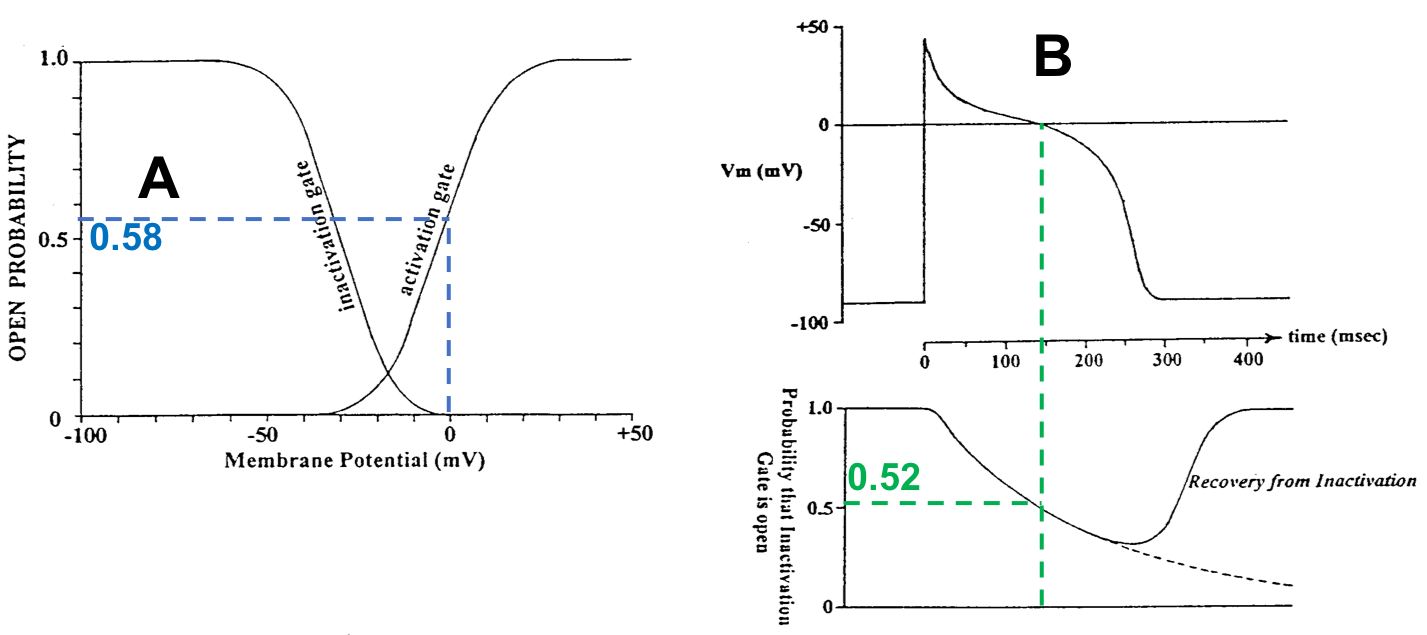 A
1.0
0.5
0
0.58
OPEN PROBABILITY
inactivation gate
activation gate
-100
-50
0
+50
Membrane Potential (mV)
B
+50
0
-50
-100
Vm (mV)
0
100
200
300
400
time (msec)
1.0
0.5
0
0.52
Probability that Inactivation
Gate is open
Recovery from Inactivation